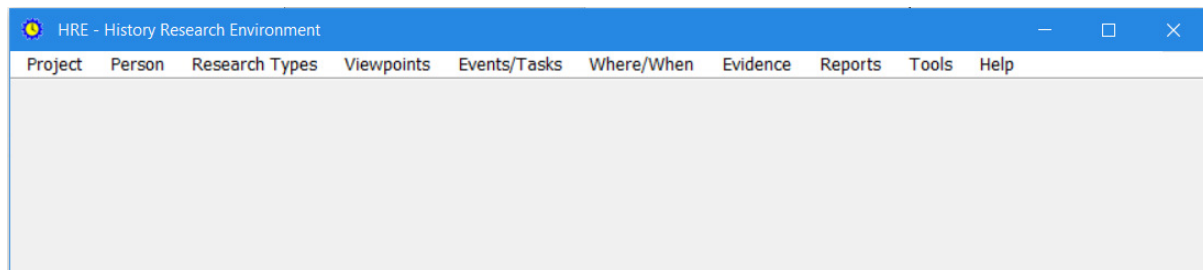 HRE - History Research Environment
Project Person Research Types Viewpoints Events/Tasks Where/When Evidence Reports Tools Help